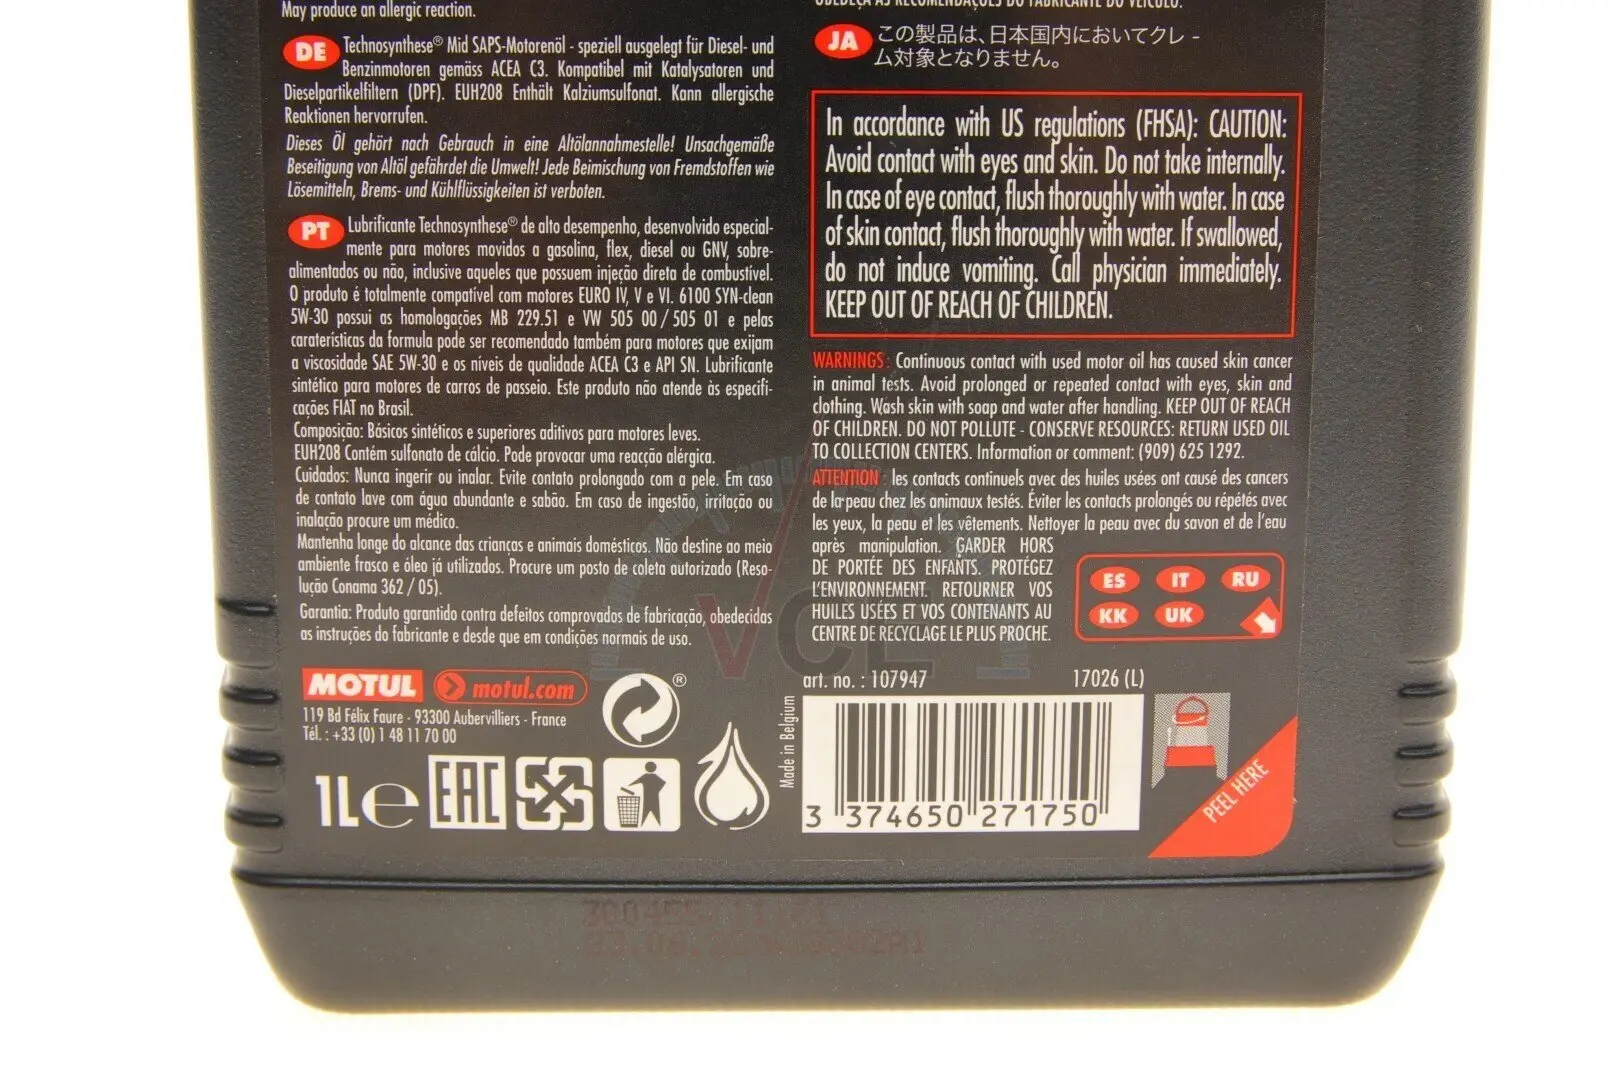 May produce an allergic reaction.
DE Technosynthese® Mid SAPS-Motorenöl - speziell ausgelegt für Diesel- und
Benzinmotoren gemäss ACEA C3. Kompatibel mit Katalysatoren und
Dieselpartikelfiltern (DPF). EUH208 Enthält Kalziumsulfonat. Kann allergische
Reaktionen hervorrufen.
Dieses Öl gehört nach Gebrauch in eine Altölannahmestelle! Unsachgemäße
Beseitigung von Altöl gefährdet die Umwelt! Jede Beimischung von Fremdstoffen wie
Lösemitteln, Brems- und Kühlflüssigkeiten ist verboten.
PT Lubrificante Technosynthese® de alto desempenho, desenvolvido especial-
mente para motores movidos a gasolina, flex, diesel ou GNV, sobre-
alimentados ou não, inclusive aqueles que possuem injeção direta de combustível.
O produto é totalmente compatível com motores EURO IV, V e VI. 6100 SYN-clean
5W-30 possui as homologações MB 229.51 e VW 505 00 / 505 01 e pelas
caraterísticas da formula pode ser recomendado também para motores que exijam
a viscosidade SAE 5W-30 e os níveis de qualidade ACEA C3 e API SN. Lubrificante
sintético para motores de carros de passeio. Este produto não atende às especifi-
cações FIAT no Brasil.
Composição: Básicos sintéticos e superiores aditivos para motores leves.
EUH208 Contém sulfonato de cálcio. Pode provocar uma reacção alérgica.
Cuidados: Nunca ingerir ou inalar. Evite contato prolongado com a pele. Em caso
de contato lave com água abundante e sabão. Em caso de ingestão, irritação ou
inalação procure um médico.
Mantenha longe do alcance das crianças e animais domésticos. Não destine ao meio
ambiente frasco e óleo já utilizados. Procure um posto de coleta autorizado (Reso-
lução Conama 362 / 05).
Garantia: Produto garantido contra defeitos comprovados de fabricação, obedecidas
as instruções do fabricante e desde que em condições normais de uso.
MOTUL motul.com
119 Bd Félix Faure - 93300 Aubervilliers - France
Tél. : +33 (0) 1 48 11 70 00
1L e EAC
OBEDEÇA AS RECOMENDAÇÕES DO FABRICANTE DO VEÍCULO.
JA この製品は、日本国内においてクレ -
ム対象となりません。
In accordance with US regulations (FHSA): CAUTION:
Avoid contact with eyes and skin. Do not take internally.
In case of eye contact, flush thoroughly with water. In case
of skin contact, flush thoroughly with water. If swallowed,
do not induce vomiting. Call physician immediately.
KEEP OUT OF REACH OF CHILDREN.
WARNINGS: Continuous contact with used motor oil has caused skin cancer
in animal tests. Avoid prolonged or repeated contact with eyes, skin and
clothing. Wash skin with soap and water after handling. KEEP OUT OF REACH
OF CHILDREN. DO NOT POLLUTE - CONSERVE RESOURCES: RETURN USED OIL
TO COLLECTION CENTERS. Information or comment: (909) 625 1292.
ATTENTION : les contacts continuels avec des huiles usées ont causé des cancers
de la peau chez les animaux testés. Éviter les contacts prolongés ou répétés avec
les yeux, la peau et les vêtements. Nettoyer la peau avec du savon et de l'eau
après manipulation. GARDER HORS
DE PORTÉE DES ENFANTS. PROTÉGEZ
L'ENVIRONNEMENT. RETOURNER VOS
HUILES USÉES ET VOS CONTENANTS AU
CENTRE DE RECYCLAGE LE PLUS PROCHE.
ES IT RU
KK UK
art. no. : 107947 17026 (L)
Made in Belgium
3 374650 271750
PEEL HERE
VCE